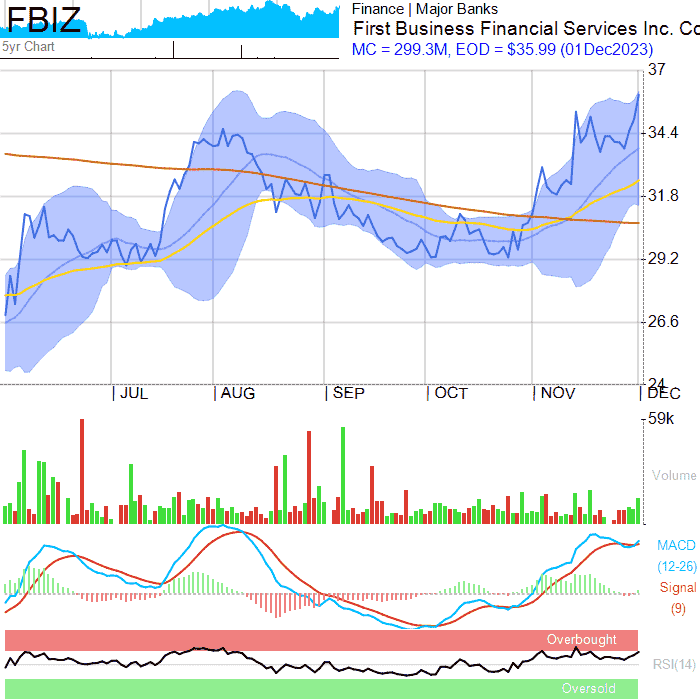 FBIZ
5yr Chart
Finance | Major Banks
First Business Financial Services Inc. Co
MC = 299.3M, EOD = $35.99 (01Dec2023)
37
34.4
31.8
29.2
26.6
24
JUL
AUG
SEP
OCT
NOV
DEC
59k
Volume
MACD
(12-26)
Signal
(9)
Overbought
RSI(14)
Oversold